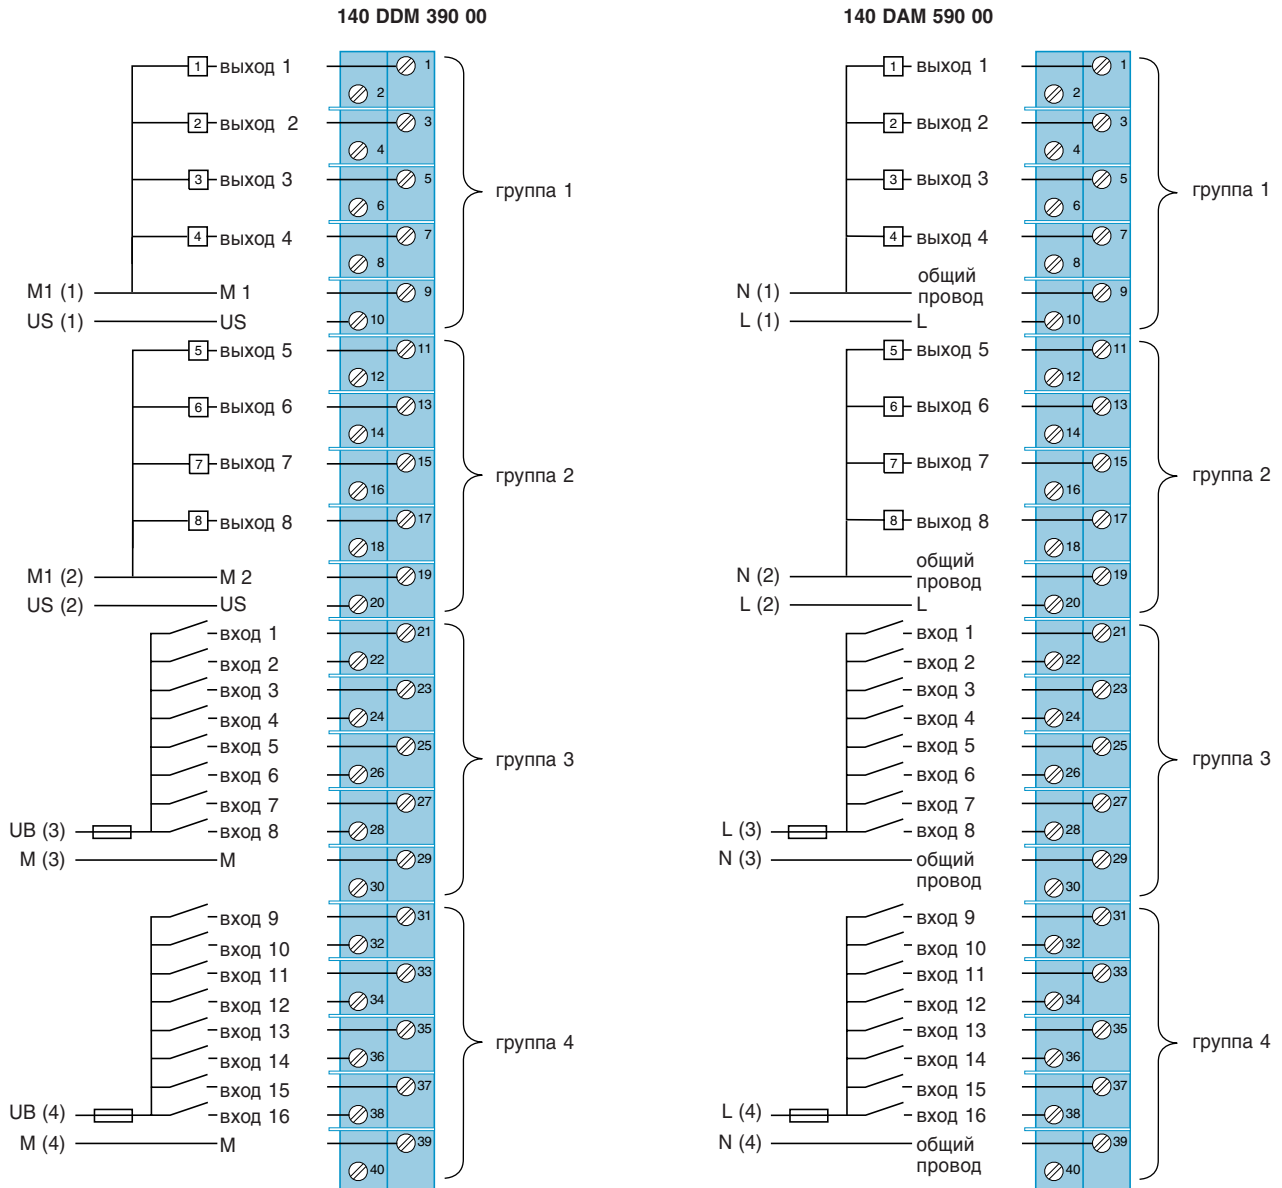 140 DDM 390 00
1 выход 1 1
2
2 выход 2 3
4
3 выход 3 5
6
4 выход 4 7
8
M1 (1) M 1 9
US (1) US 10
группа 1
5 выход 5 11
12
6 выход 6 13
14
7 выход 7 15
16
8 выход 8 17
18
M1 (2) M 2 19
US (2) US 20
группа 2
вход 1 21
вход 2 22
вход 3 23
вход 4 24
вход 5 25
вход 6 26
вход 7 27
UB (3) вход 8 28
M (3) M 29
30
группа 3
вход 9 31
вход 10 32
вход 11 33
вход 12 34
вход 13 35
вход 14 36
вход 15 37
UB (4) вход 16 38
M (4) M 39
40
группа 4
140 DAM 590 00
1 выход 1 1
2
2 выход 2 3
4
3 выход 3 5
6
4 выход 4 7
8
N (1) общий провод 9
L (1) L 10
группа 1
5 выход 5 11
12
6 выход 6 13
14
7 выход 7 15
16
8 выход 8 17
18
N (2) общий провод 19
L (2) L 20
группа 2
вход 1 21
вход 2 22
вход 3 23
вход 4 24
вход 5 25
вход 6 26
вход 7 27
L (3) вход 8 28
N (3) общий провод 29
30
группа 3
вход 9 31
вход 10 32
вход 11 33
вход 12 34
вход 13 35
вход 14 36
вход 15 37
L (4) вход 16 38
N (4) общий провод 39
40
группа 4